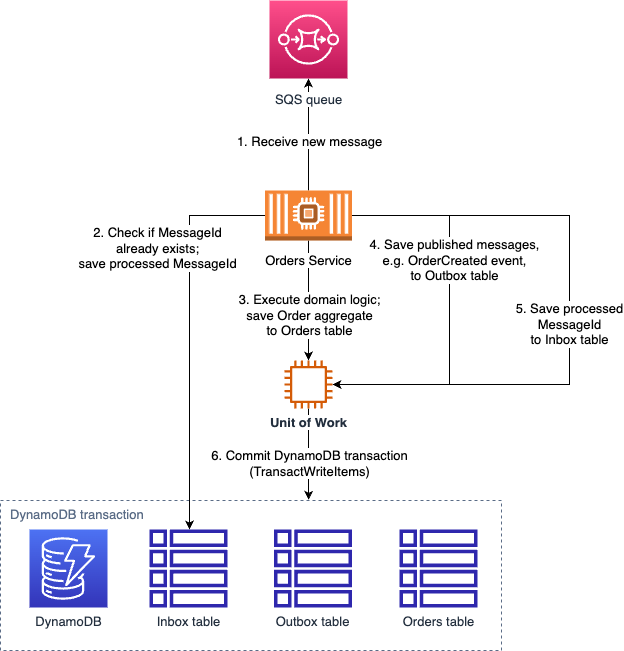 SQS queue
1. Receive new message
2. Check if MessageId
already exists;
save processed MessageId
Orders Service
4. Save published messages,
e.g. OrderCreated event,
to Outbox table
3. Execute domain logic;
save Order aggregate
to Orders table
5. Save processed
MessageId
to Inbox table
Unit of Work
6. Commit DynamoDB transaction
(TransactWriteItems)
DynamoDB transaction
DynamoDB
Inbox table
Outbox table
Orders table